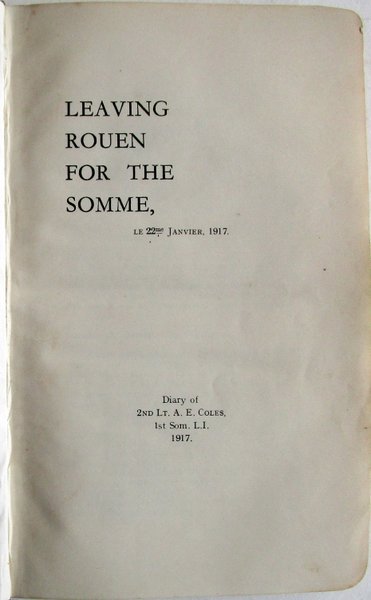 LEAVING
ROUEN
FOR THE
SOMME,
LE 22me JANVIER, 1917.
Diary of
2ND LT. A. E. COLES,
1st Som. L.I.
1917.